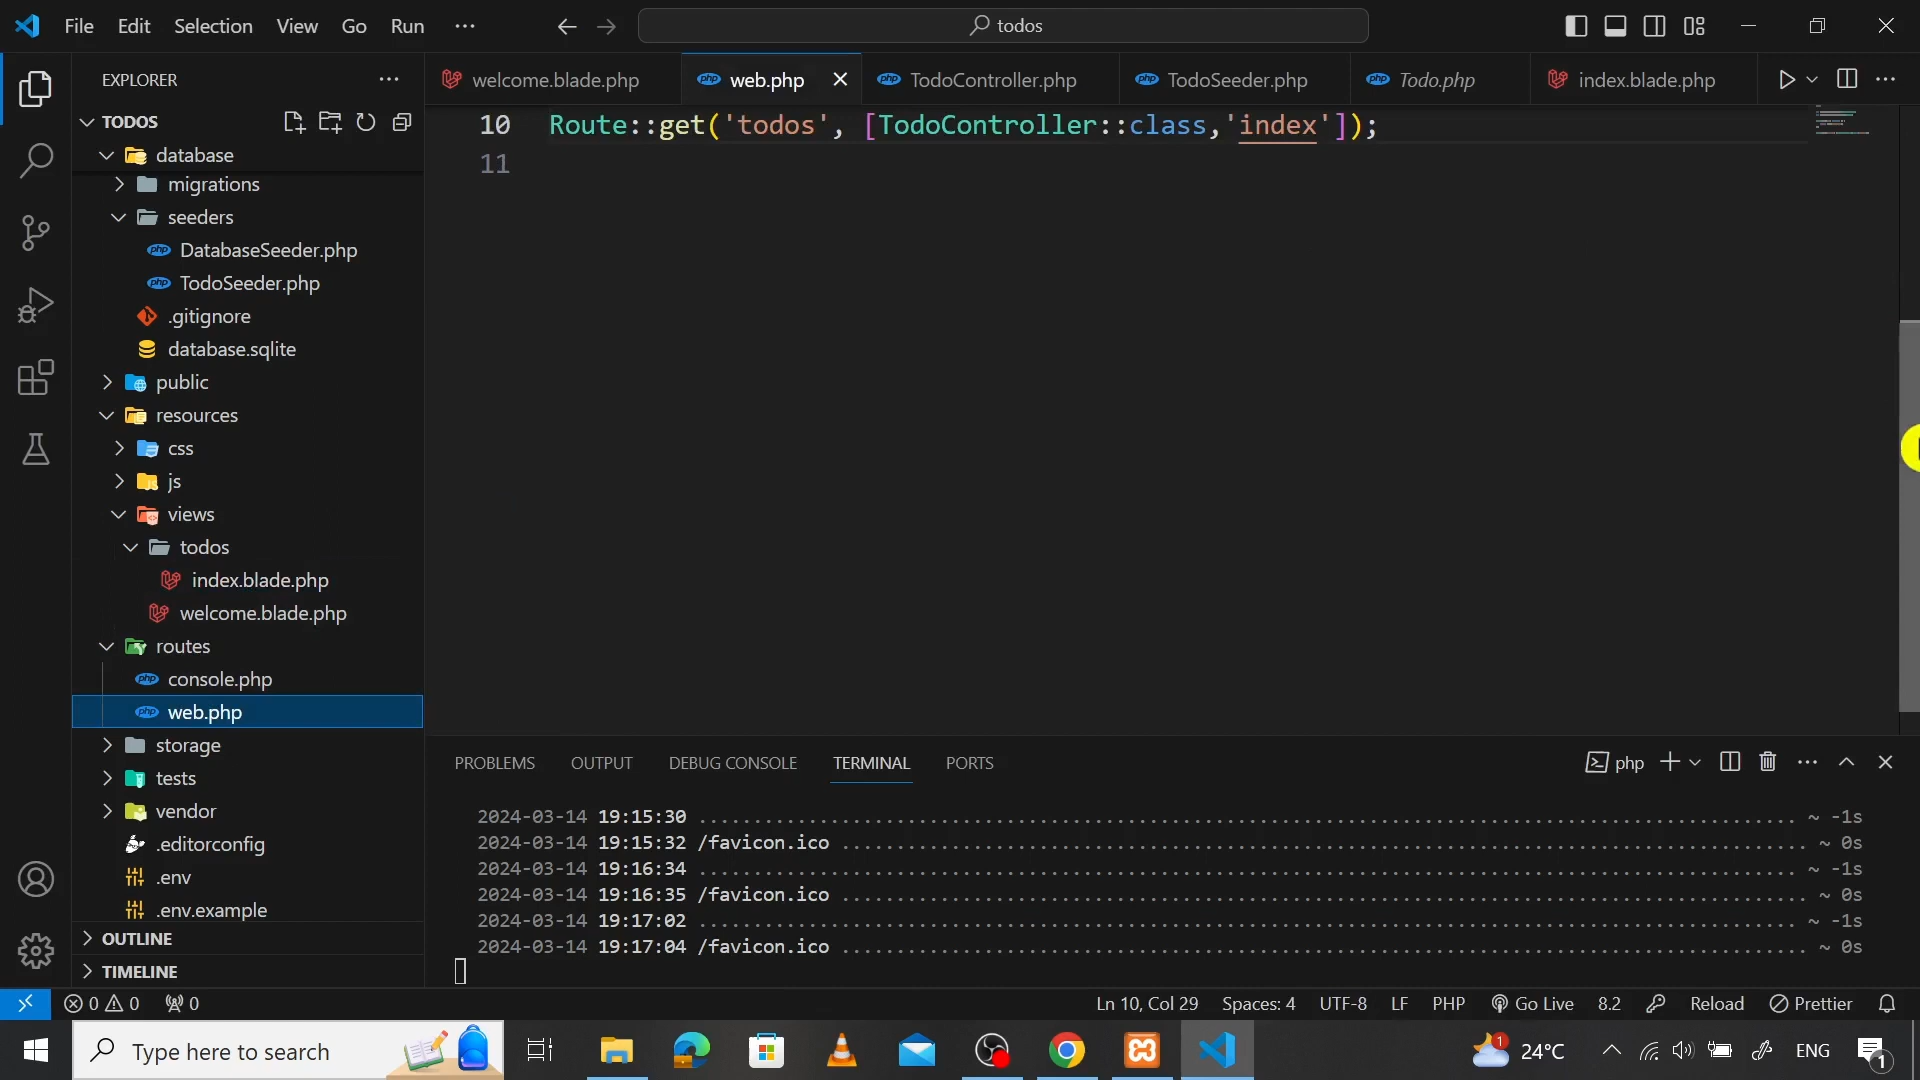 File Edit Selection View Go Run ··· todos
EXPLORER ···
TODOS
database
migrations
seeders
DatabaseSeeder.php
TodoSeeder.php
.gitignore
database.sqlite
public
resources
css
js
views
todos
index.blade.php
welcome.blade.php
routes
console.php
web.php
storage
tests
vendor
.editorconfig
.env
.env.example
OUTLINE
TIMELINE
welcome.blade.php web.php TodoController.php TodoSeeder.php Todo.php index.blade.php
10 Route::get('todos', [TodoController::class,'index']);
11
PROBLEMS OUTPUT DEBUG CONSOLE TERMINAL PORTS php
2024-03-14 19:15:30 .................................................................................................... ~ -1s
2024-03-14 19:15:32 /favicon.ico ........................................................................................ ~ 0s
2024-03-14 19:16:34 .................................................................................................... ~ -1s
2024-03-14 19:16:35 /favicon.ico ........................................................................................ ~ 0s
2024-03-14 19:17:02 .................................................................................................... ~ -1s
2024-03-14 19:17:04 /favicon.ico ........................................................................................ ~ 0s
0 0 0 Ln 10, Col 29 Spaces: 4 UTF-8 LF PHP Go Live 8.2 Reload Prettier
Type here to search 1 24°C ENG 1